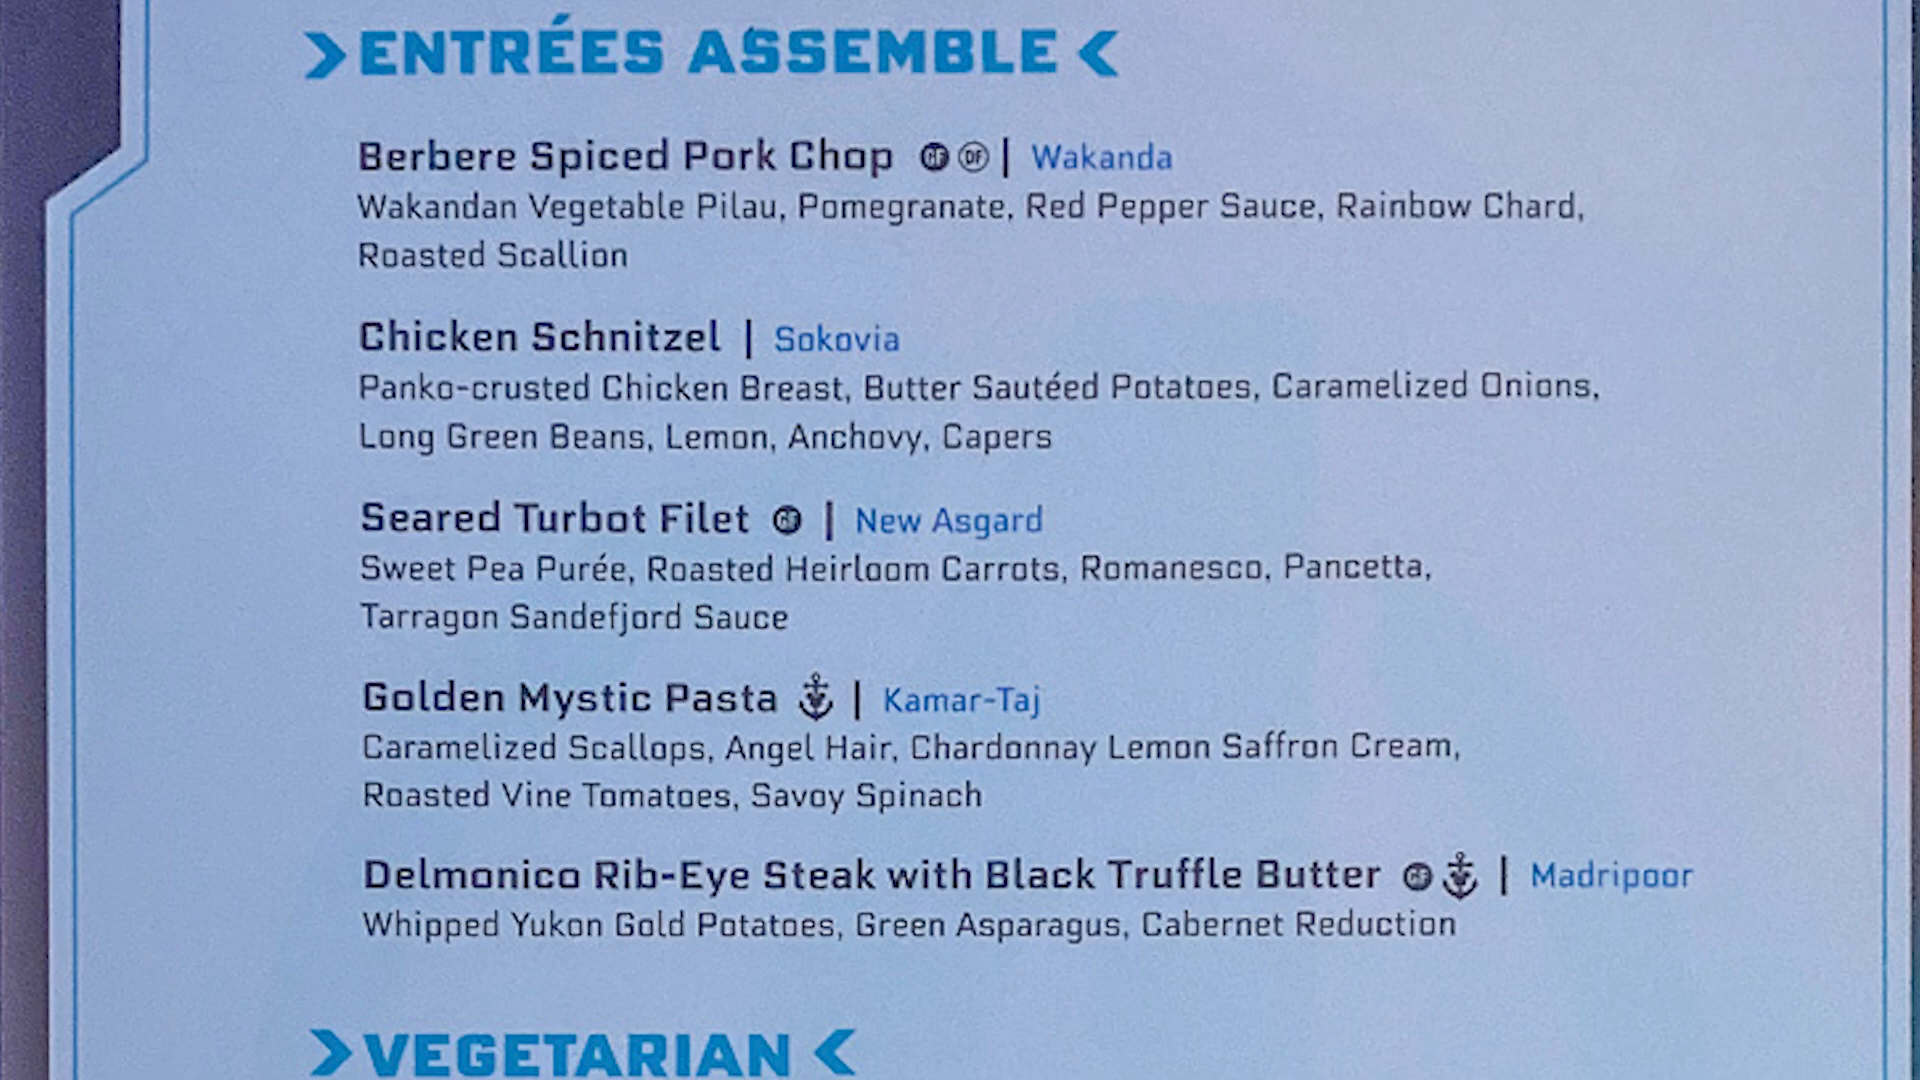 ENTRÉES ASSEMBLE
Berbere Spiced Pork Chop GF DF | Wakanda
Wakandan Vegetable Pilau, Pomegranate, Red Pepper Sauce, Rainbow Chard,
Roasted Scallion
Chicken Schnitzel | Sokovia
Panko-crusted Chicken Breast, Butter Sautéed Potatoes, Caramelized Onions,
Long Green Beans, Lemon, Anchovy, Capers
Seared Turbot Filet GF | New Asgard
Sweet Pea Purée, Roasted Heirloom Carrots, Romanesco, Pancetta,
Tarragon Sandefjord Sauce
Golden Mystic Pasta | Kamar-Taj
Caramelized Scallops, Angel Hair, Chardonnay Lemon Saffron Cream,
Roasted Vine Tomatoes, Savoy Spinach
Delmonico Rib-Eye Steak with Black Truffle Butter GF | Madripoor
Whipped Yukon Gold Potatoes, Green Asparagus, Cabernet Reduction
VEGETARIAN